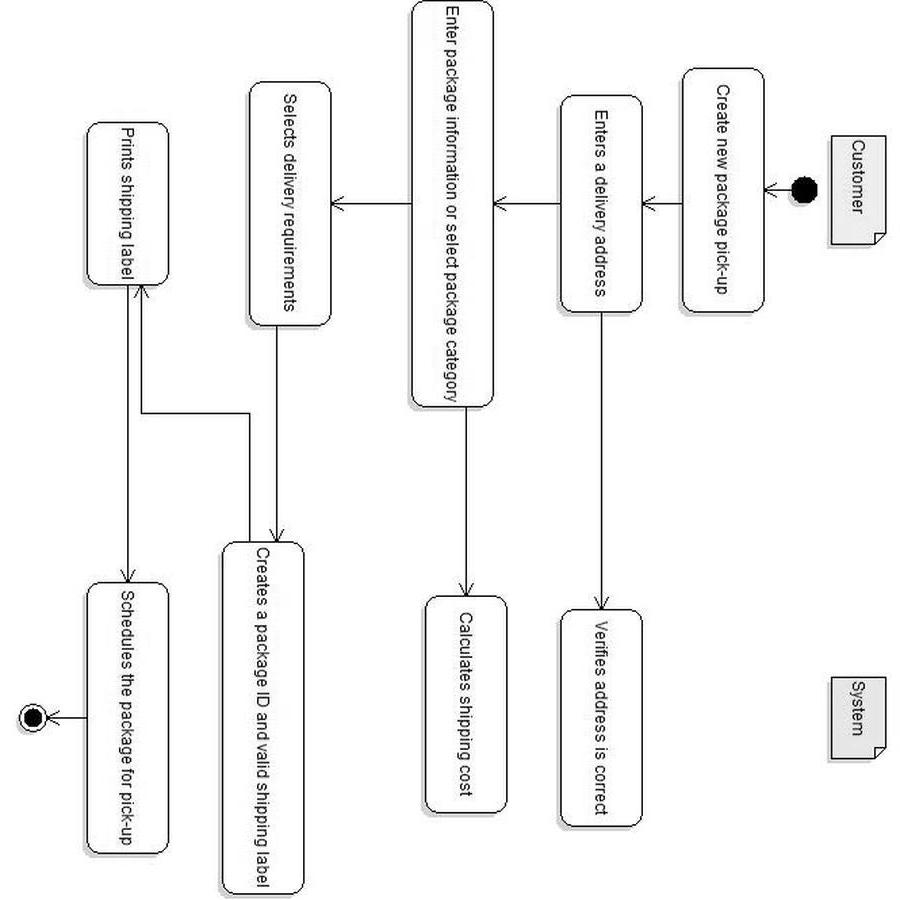 Customer
System
Create new package pick-up
Enters a delivery address
Verifies address is correct
Enter package information or select package category
Calculates shipping cost
Selects delivery requirements
Creates a package ID and valid shipping label
Prints shipping label
Schedules the package for pick-up